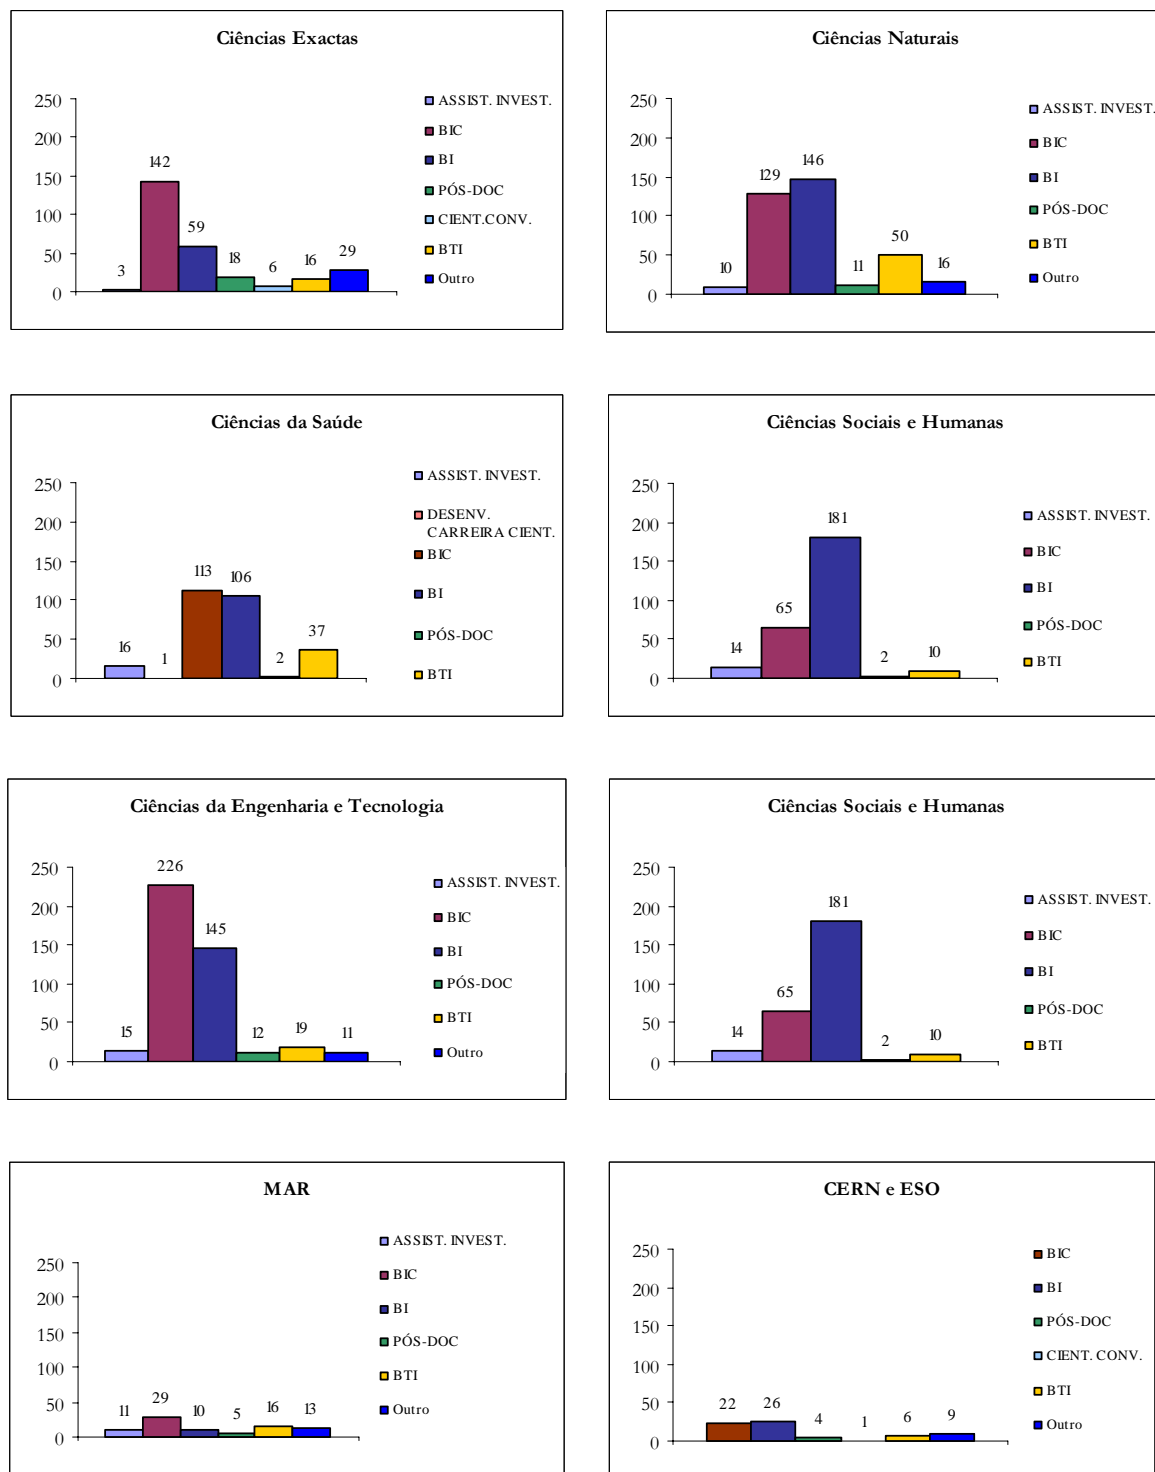 Ciências Exactas
250
200
150
100
50
0
3
142
59
18
6
16
29
ASSIST. INVEST.
BIC
BI
PÓS-DOC
CIENT.CONV.
BTI
Outro
Ciências Naturais
250
200
150
100
50
0
10
129
146
11
50
16
ASSIST. INVEST.
BIC
BI
PÓS-DOC
BTI
Outro
Ciências da Saúde
250
200
150
100
50
0
16
1
113
106
2
37
ASSIST. INVEST.
DESENV.
CARREIRA CIENT.
BIC
BI
PÓS-DOC
BTI
Ciências Sociais e Humanas
250
200
150
100
50
0
14
65
181
2
10
ASSIST. INVEST.
BIC
BI
PÓS-DOC
BTI
Ciências da Engenharia e Tecnologia
250
200
150
100
50
0
15
226
145
12
19
11
ASSIST. INVEST.
BIC
BI
PÓS-DOC
BTI
Outro
Ciências Sociais e Humanas
250
200
150
100
50
0
14
65
181
2
10
ASSIST. INVEST.
BIC
BI
PÓS-DOC
BTI
MAR
250
200
150
100
50
0
11
29
10
5
16
13
ASSIST. INVEST.
BIC
BI
PÓS-DOC
BTI
Outro
CERN e ESO
250
200
150
100
50
0
22
26
4
1
6
9
BIC
BI
PÓS-DOC
CIENT. CONV.
BTI
Outro